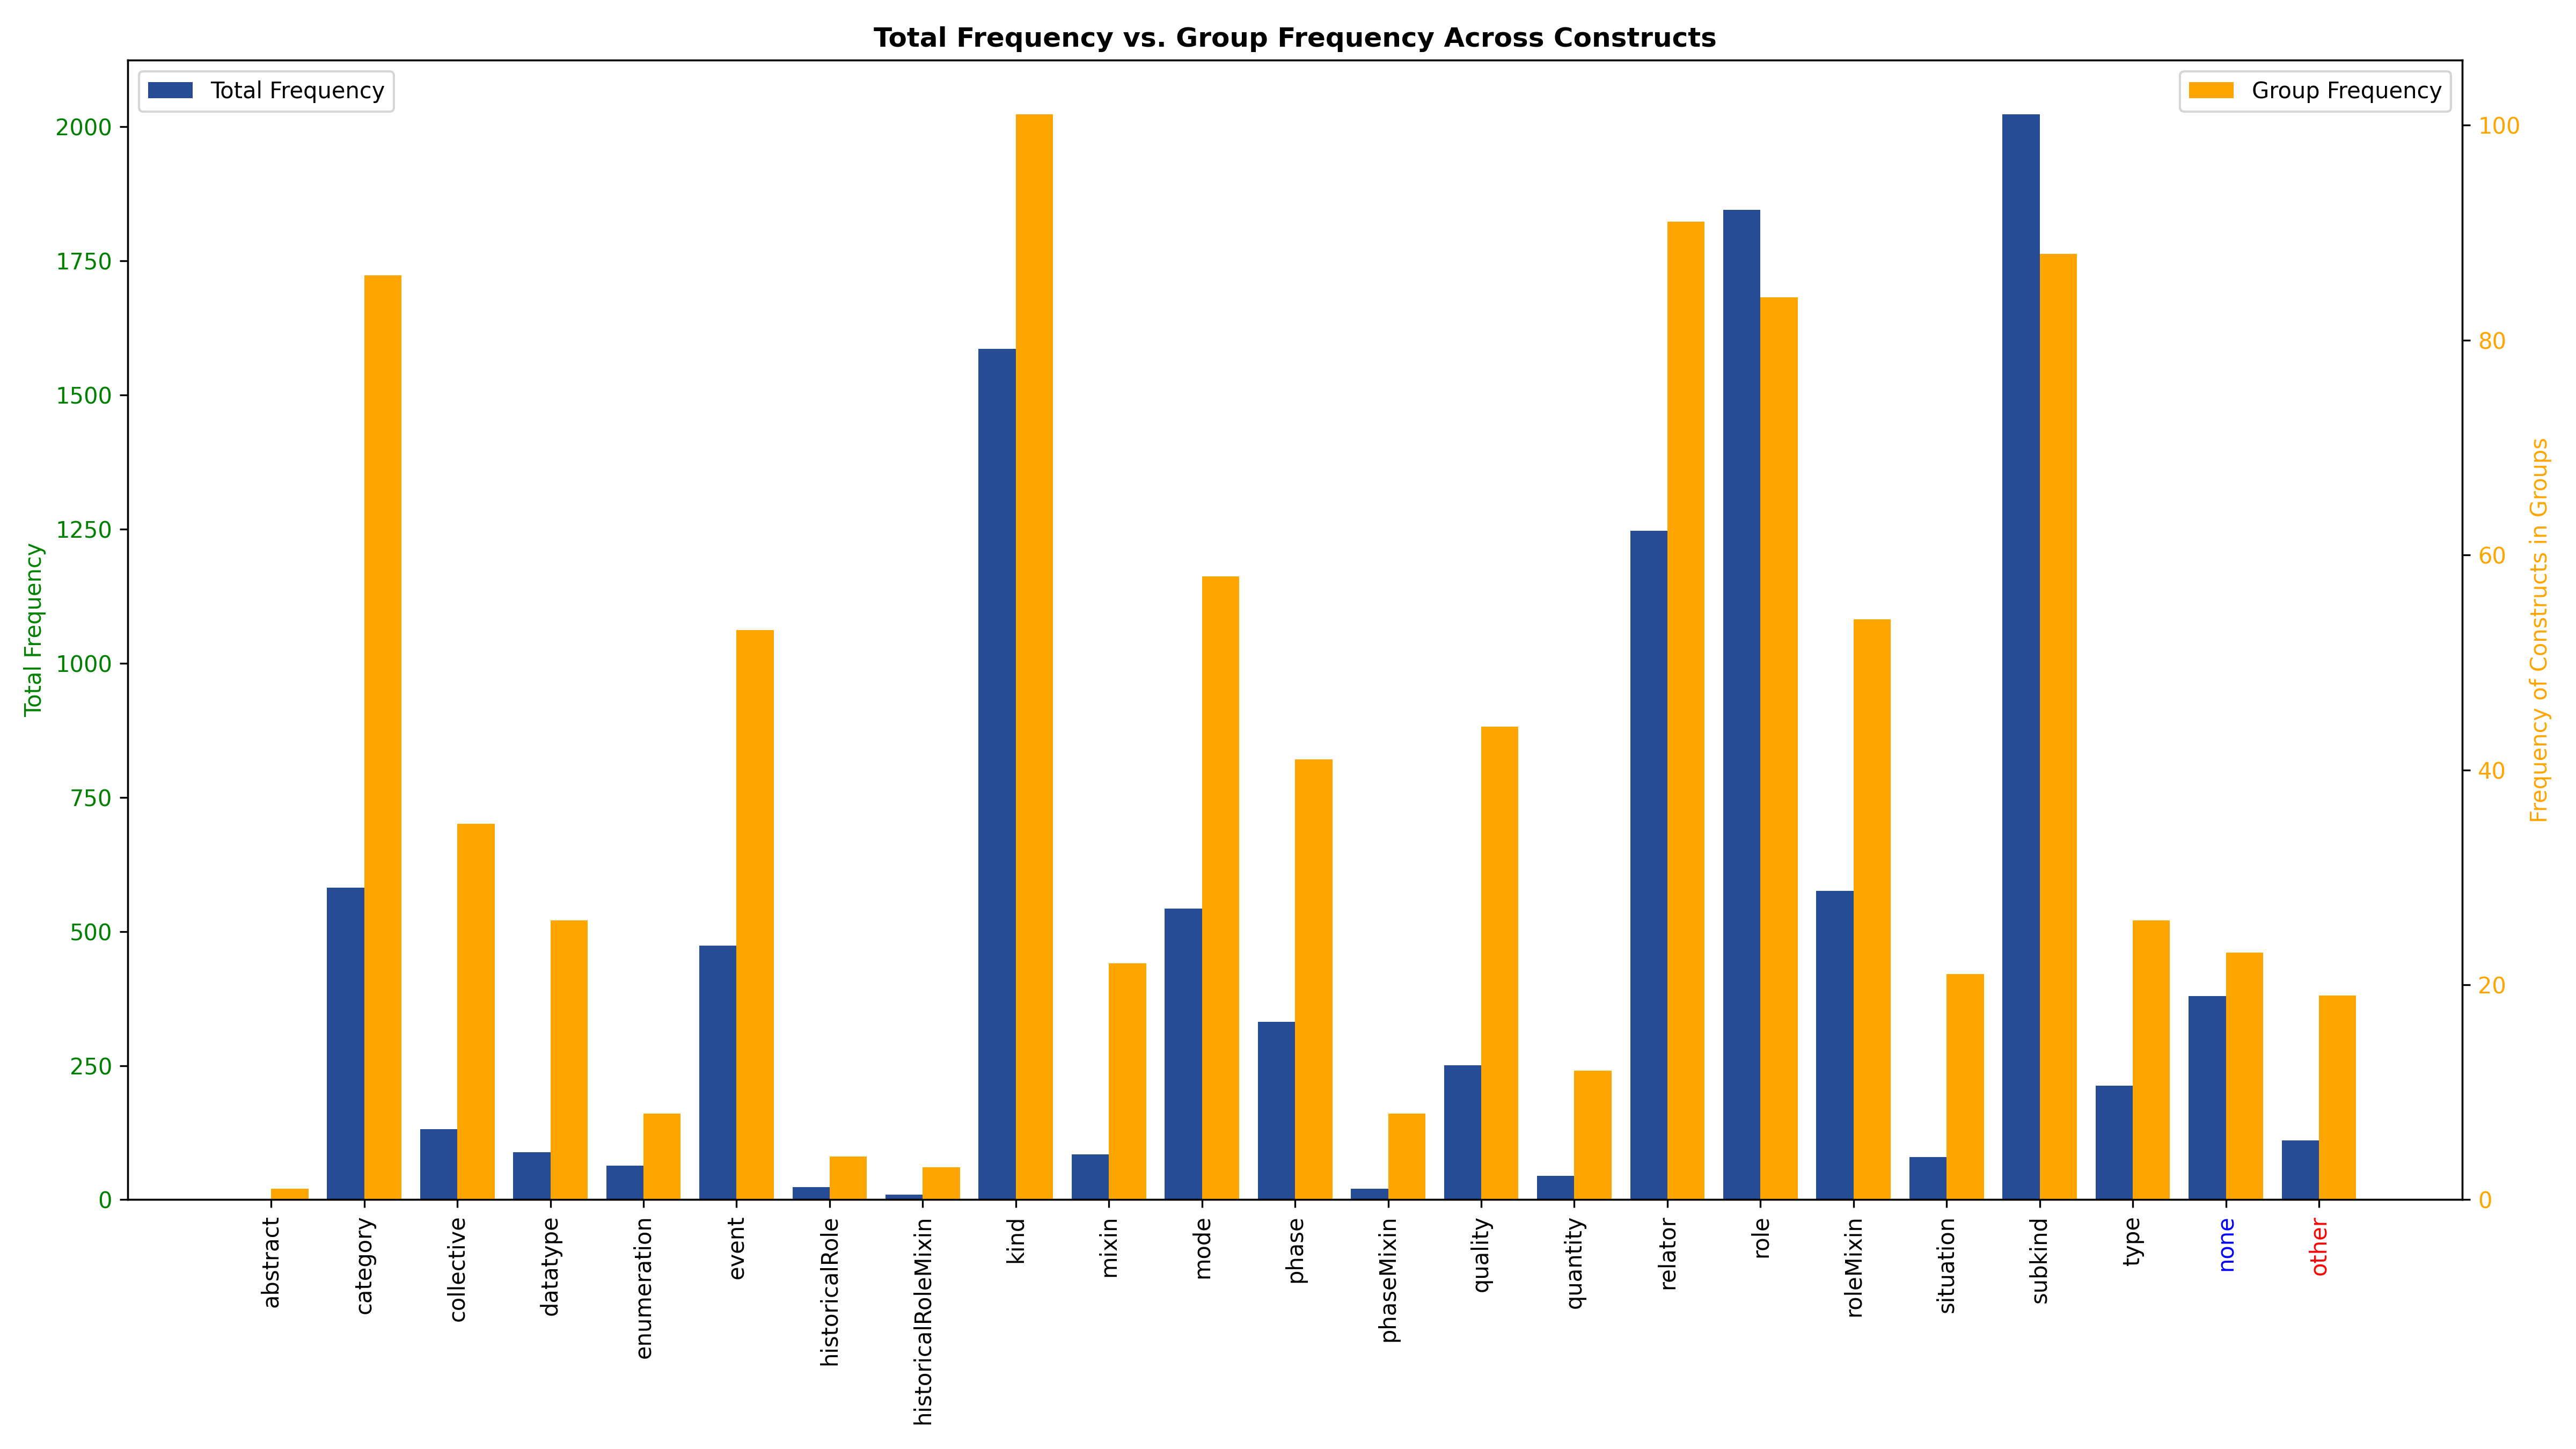 Total Frequency vs. Group Frequency Across Constructs
Total Frequency
Group Frequency
Total Frequency
2000
1750
1500
1250
1000
750
500
250
0
100
80
60
40
20
0
Frequency of Constructs in Groups
abstract
category
collective
datatype
enumeration
event
historicalRole
historicalRoleMixin
kind
mixin
mode
phase
phaseMixin
quality
quantity
relator
role
roleMixin
situation
subkind
type
none
other